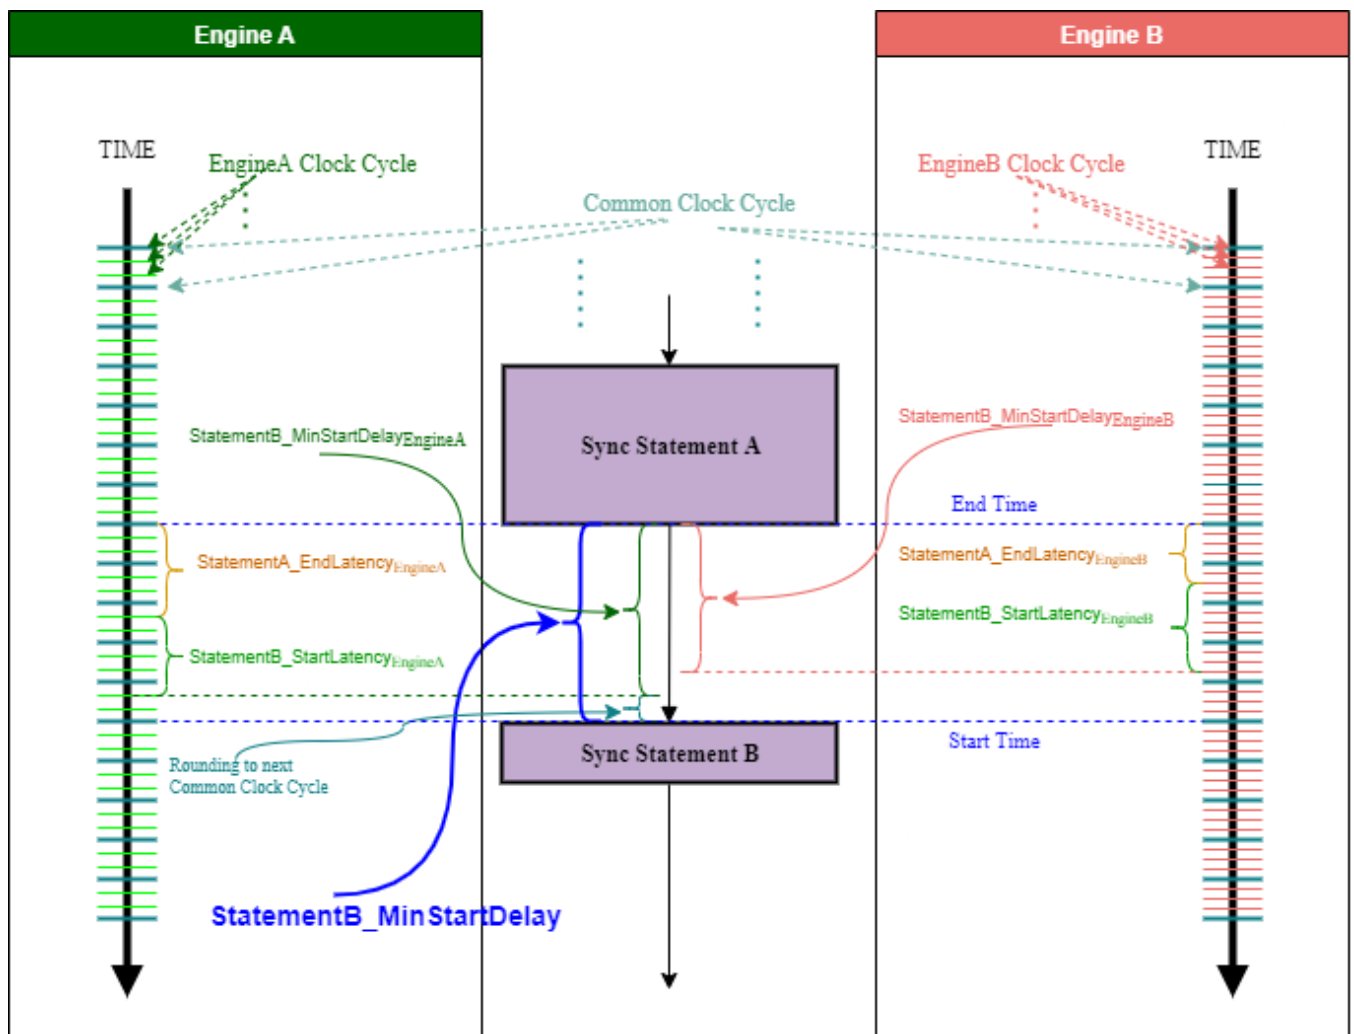 Engine A
Engine B
TIME
EngineA Clock Cycle
Common Clock Cycle
EngineB Clock Cycle
TIME
StatementB_MinStartDelayEngineA
Sync Statement A
StatementB_MinStartDelayEngineB
End Time
StatementA_EndLatencyEngineA
StatementA_EndLatencyEngineB
StatementB_StartLatencyEngineB
StatementB_StartLatencyEngineA
Sync Statement B
Start Time
Rounding to next
Common Clock Cycle
StatementB_MinStartDelay